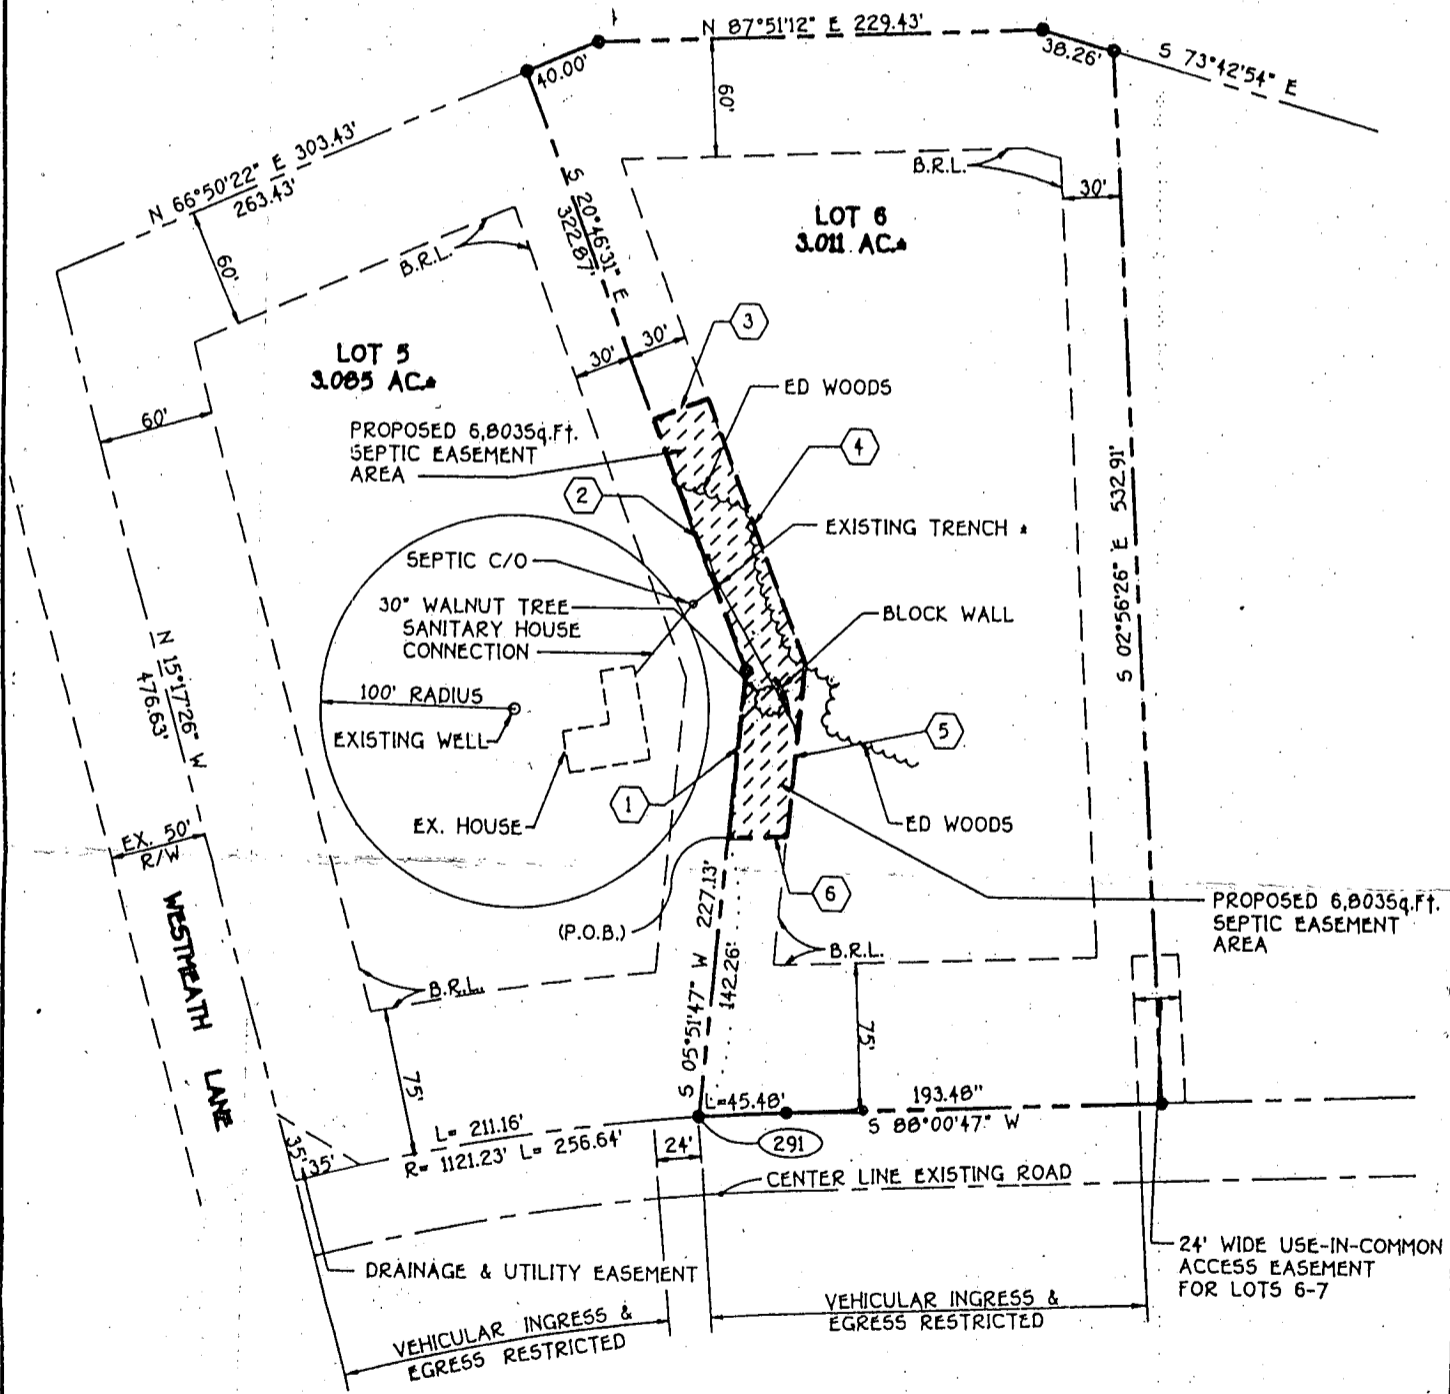 N 87°51'12" E 229.43'
40.00'
38.26'
S 73°42'54" E
60'
N 66°50'22" E 303.43'
263.43'
60'
S 20°46'31" E
322.87'
B.R.L.
B.R.L.
30'
LOT 6
3.011 AC.
30'
30'
3
LOT 5
3.085 AC.
60'
ED WOODS
PROPOSED 6,803Sq.Ft.
SEPTIC EASEMENT
AREA
4
2
EXISTING TRENCH *
SEPTIC C/O
30" WALNUT TREE
SANITARY HOUSE
CONNECTION
BLOCK WALL
S 02°56'26" E 532.91'
N 15°17'26" W
476.63'
100' RADIUS
EXISTING WELL
5
1
EX. HOUSE
ED WOODS
EX. 50'
R/W
WESTMEATH LANE
6
PROPOSED 6,803Sq.Ft.
SEPTIC EASEMENT
AREA
(P.O.B.)
B.R.L.
B.R.L.
S 05°51'47" W 227.13'
142.26'
75'
75'
L=45.48'
193.48"
S 88°00'47" W
291
L= 211.16'
R= 1121.23' L= 256.64'
24'
35'
35'
CENTER LINE EXISTING ROAD
DRAINAGE & UTILITY EASEMENT
24' WIDE USE-IN-COMMON
ACCESS EASEMENT
FOR LOTS 6-7
VEHICULAR INGRESS &
EGRESS RESTRICTED
VEHICULAR INGRESS &
EGRESS RESTRICTED